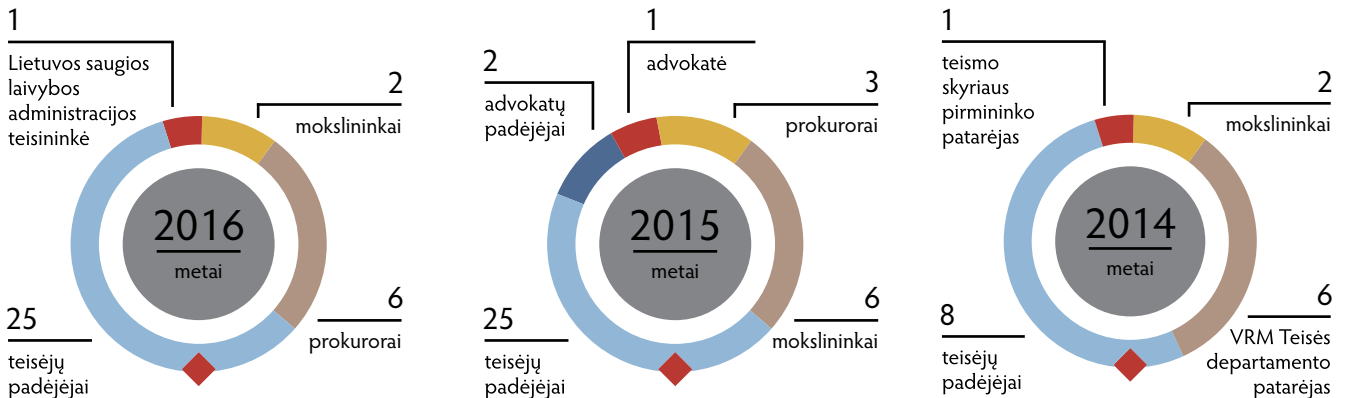 1
Lietuvos saugios
laivybos
administracijos
teisininkė
2
mokslininkai
2016
metai
6
prokurorai
25
teisėjų
padėjėjai
1
advokatė
2
advokatų
padėjėjai
3
prokurorai
2015
metai
6
mokslininkai
25
teisėjų
padėjėjai
1
teismo
skyriaus
pirmininko
patarėjas
2
mokslininkai
2014
metai
6
VRM Teisės
departamento
patarėjas
8
teisėjų
padėjėjai